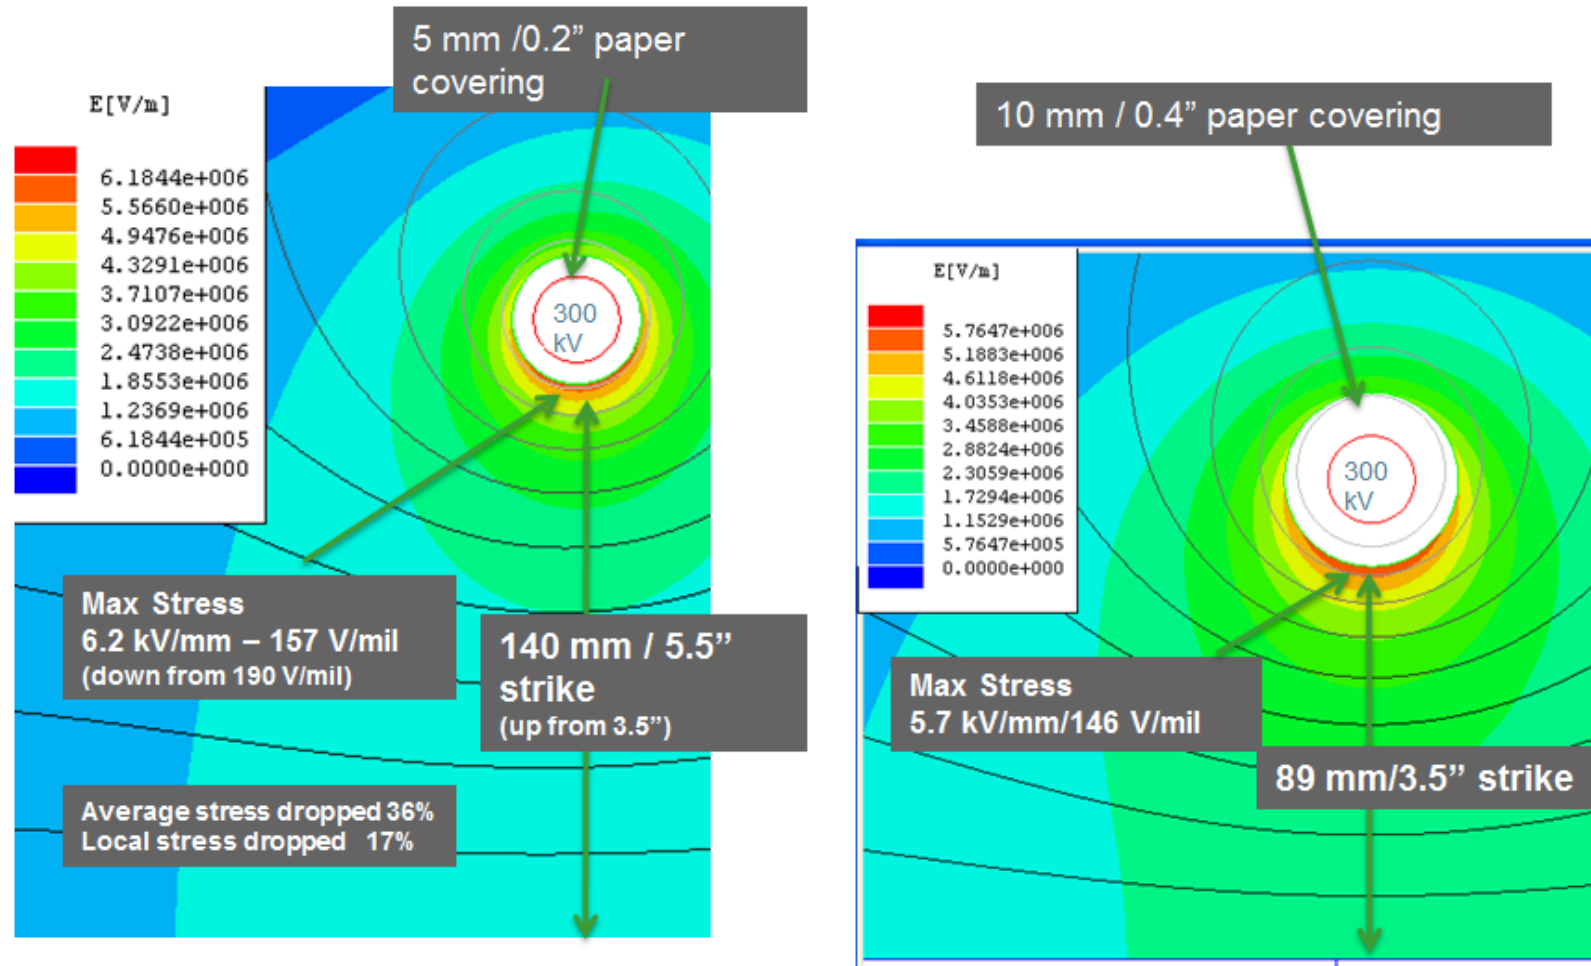 5 mm /0.2” paper
covering
E[V/m]
6.1844e+006
5.5660e+006
4.9476e+006
4.3291e+006
3.7107e+006
3.0922e+006
2.4738e+006
1.8553e+006
1.2369e+006
6.1844e+005
0.0000e+000
300
kV
Max Stress
6.2 kV/mm – 157 V/mil
(down from 190 V/mil)
140 mm / 5.5”
strike
(up from 3.5”)
Average stress dropped 36%
Local stress dropped 17%
10 mm / 0.4” paper covering
E[V/m]
5.7647e+006
5.1883e+006
4.6118e+006
4.0353e+006
3.4588e+006
2.8824e+006
2.3059e+006
1.7294e+006
1.1529e+006
5.7647e+005
0.0000e+000
300
kV
Max Stress
5.7 kV/mm/146 V/mil
89 mm/3.5” strike